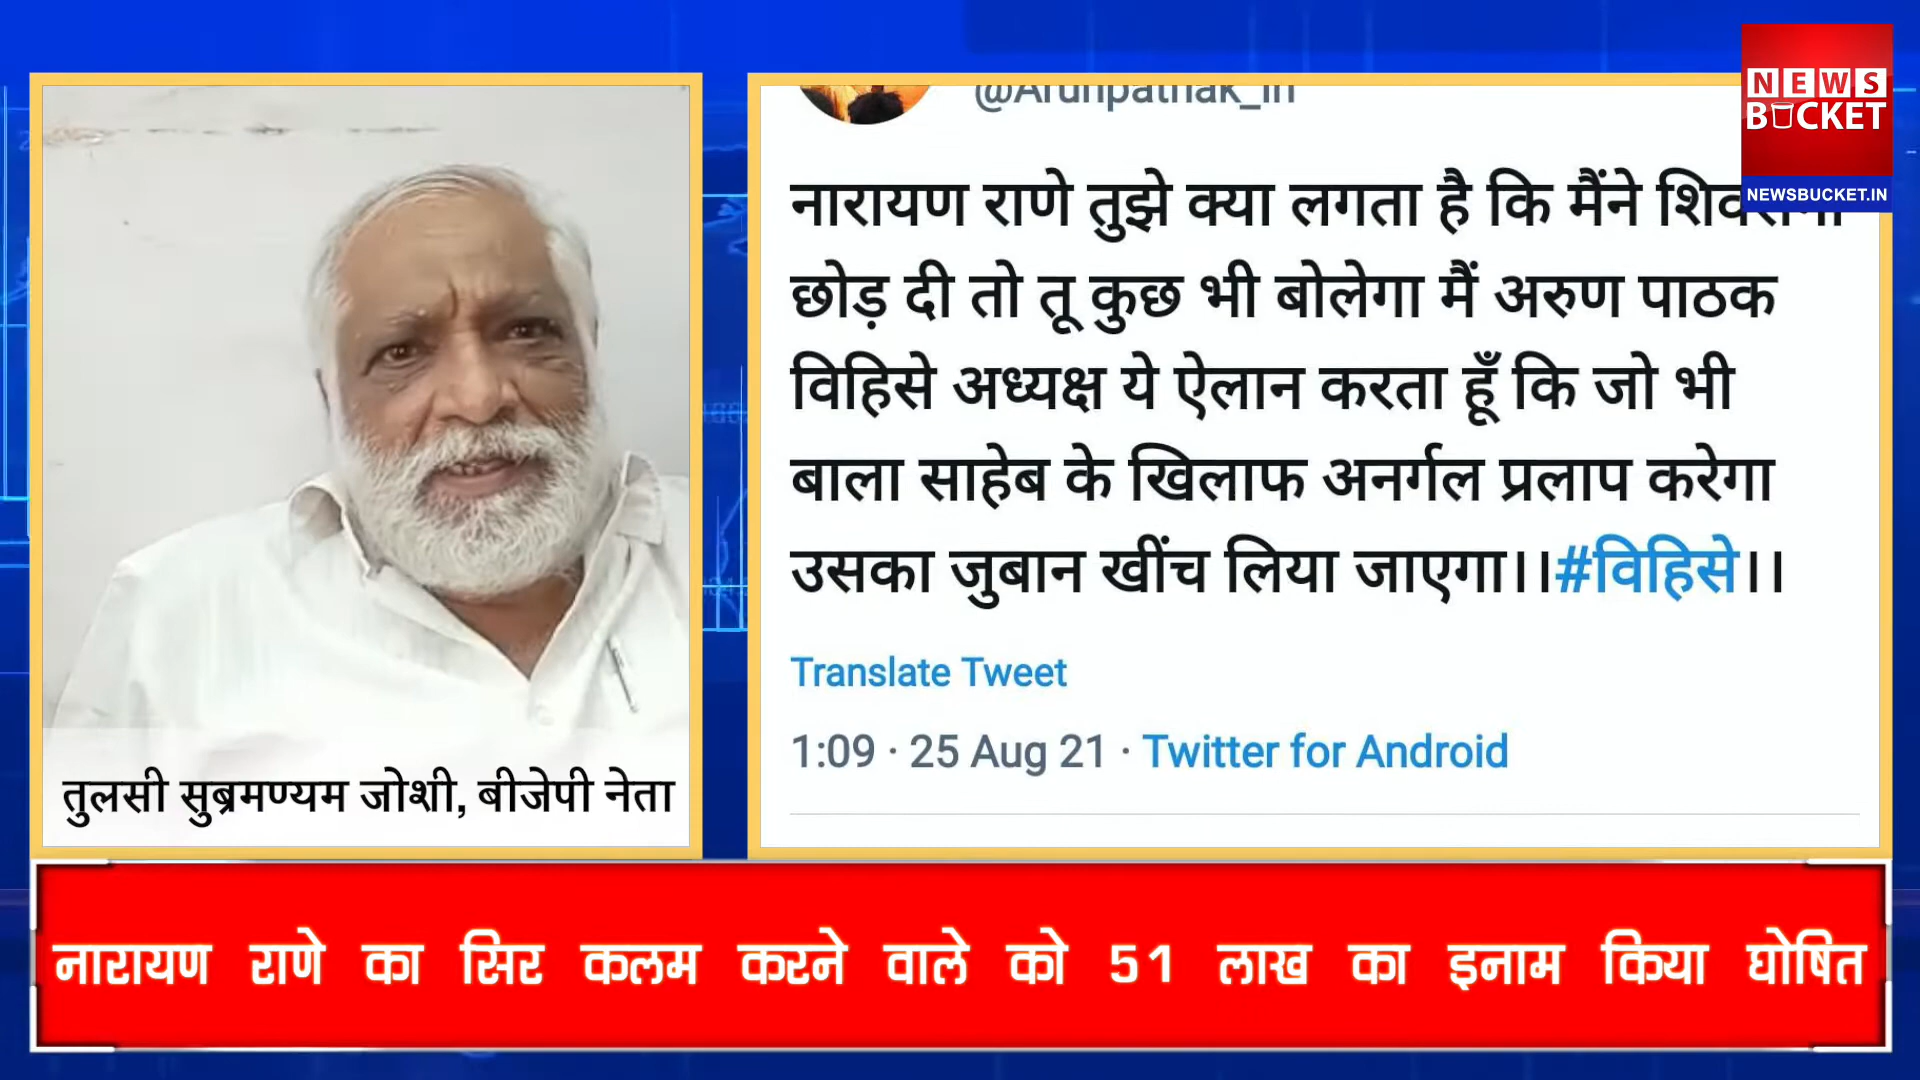 NEWS
BUCKET
NEWSBUCKET.IN
@Arunpathak_in
नारायण राणे तुझे क्या लगता है कि मैंने
छोड़ दी तो तू कुछ भी बोलेगा मैं अरुण पाठक
विहिसे अध्यक्ष ये ऐलान करता हूँ कि जो भी
बाला साहेब के खिलाफ अनर्गल प्रलाप करेगा
उसका जुबान खींच लिया जाएगा।।#विहिसे।।
Translate Tweet
1:09 · 25 Aug 21 · Twitter for Android
तुलसी सुब्रमण्यम जोशी, बीजेपी नेता
नारायण राणे का सिर कलम करने वाले को 51 लाख का इनाम किया घोषित